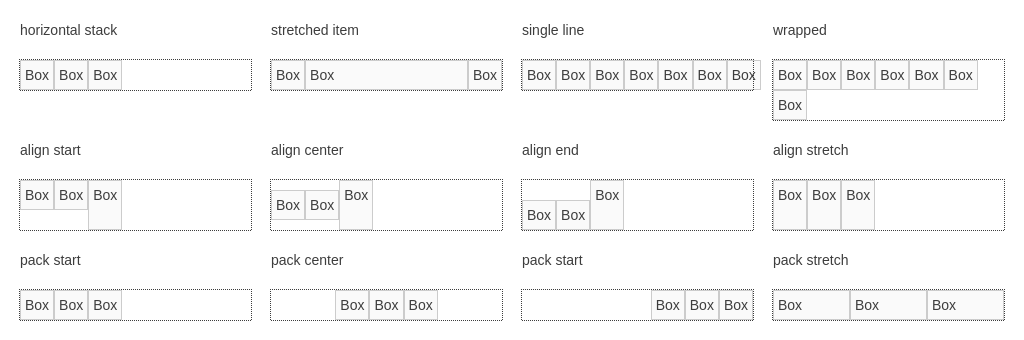 horizontal stack stretched item single line wrapped
Box Box Box Box Box Box Box Box Box Box Box Box Box Box Box Box Box Box Box
Box
align start align center align end align stretch
Box Box Box Box Box Box Box Box Box Box Box Box
pack start pack center pack start pack stretch
Box Box Box Box Box Box Box Box Box Box Box Box